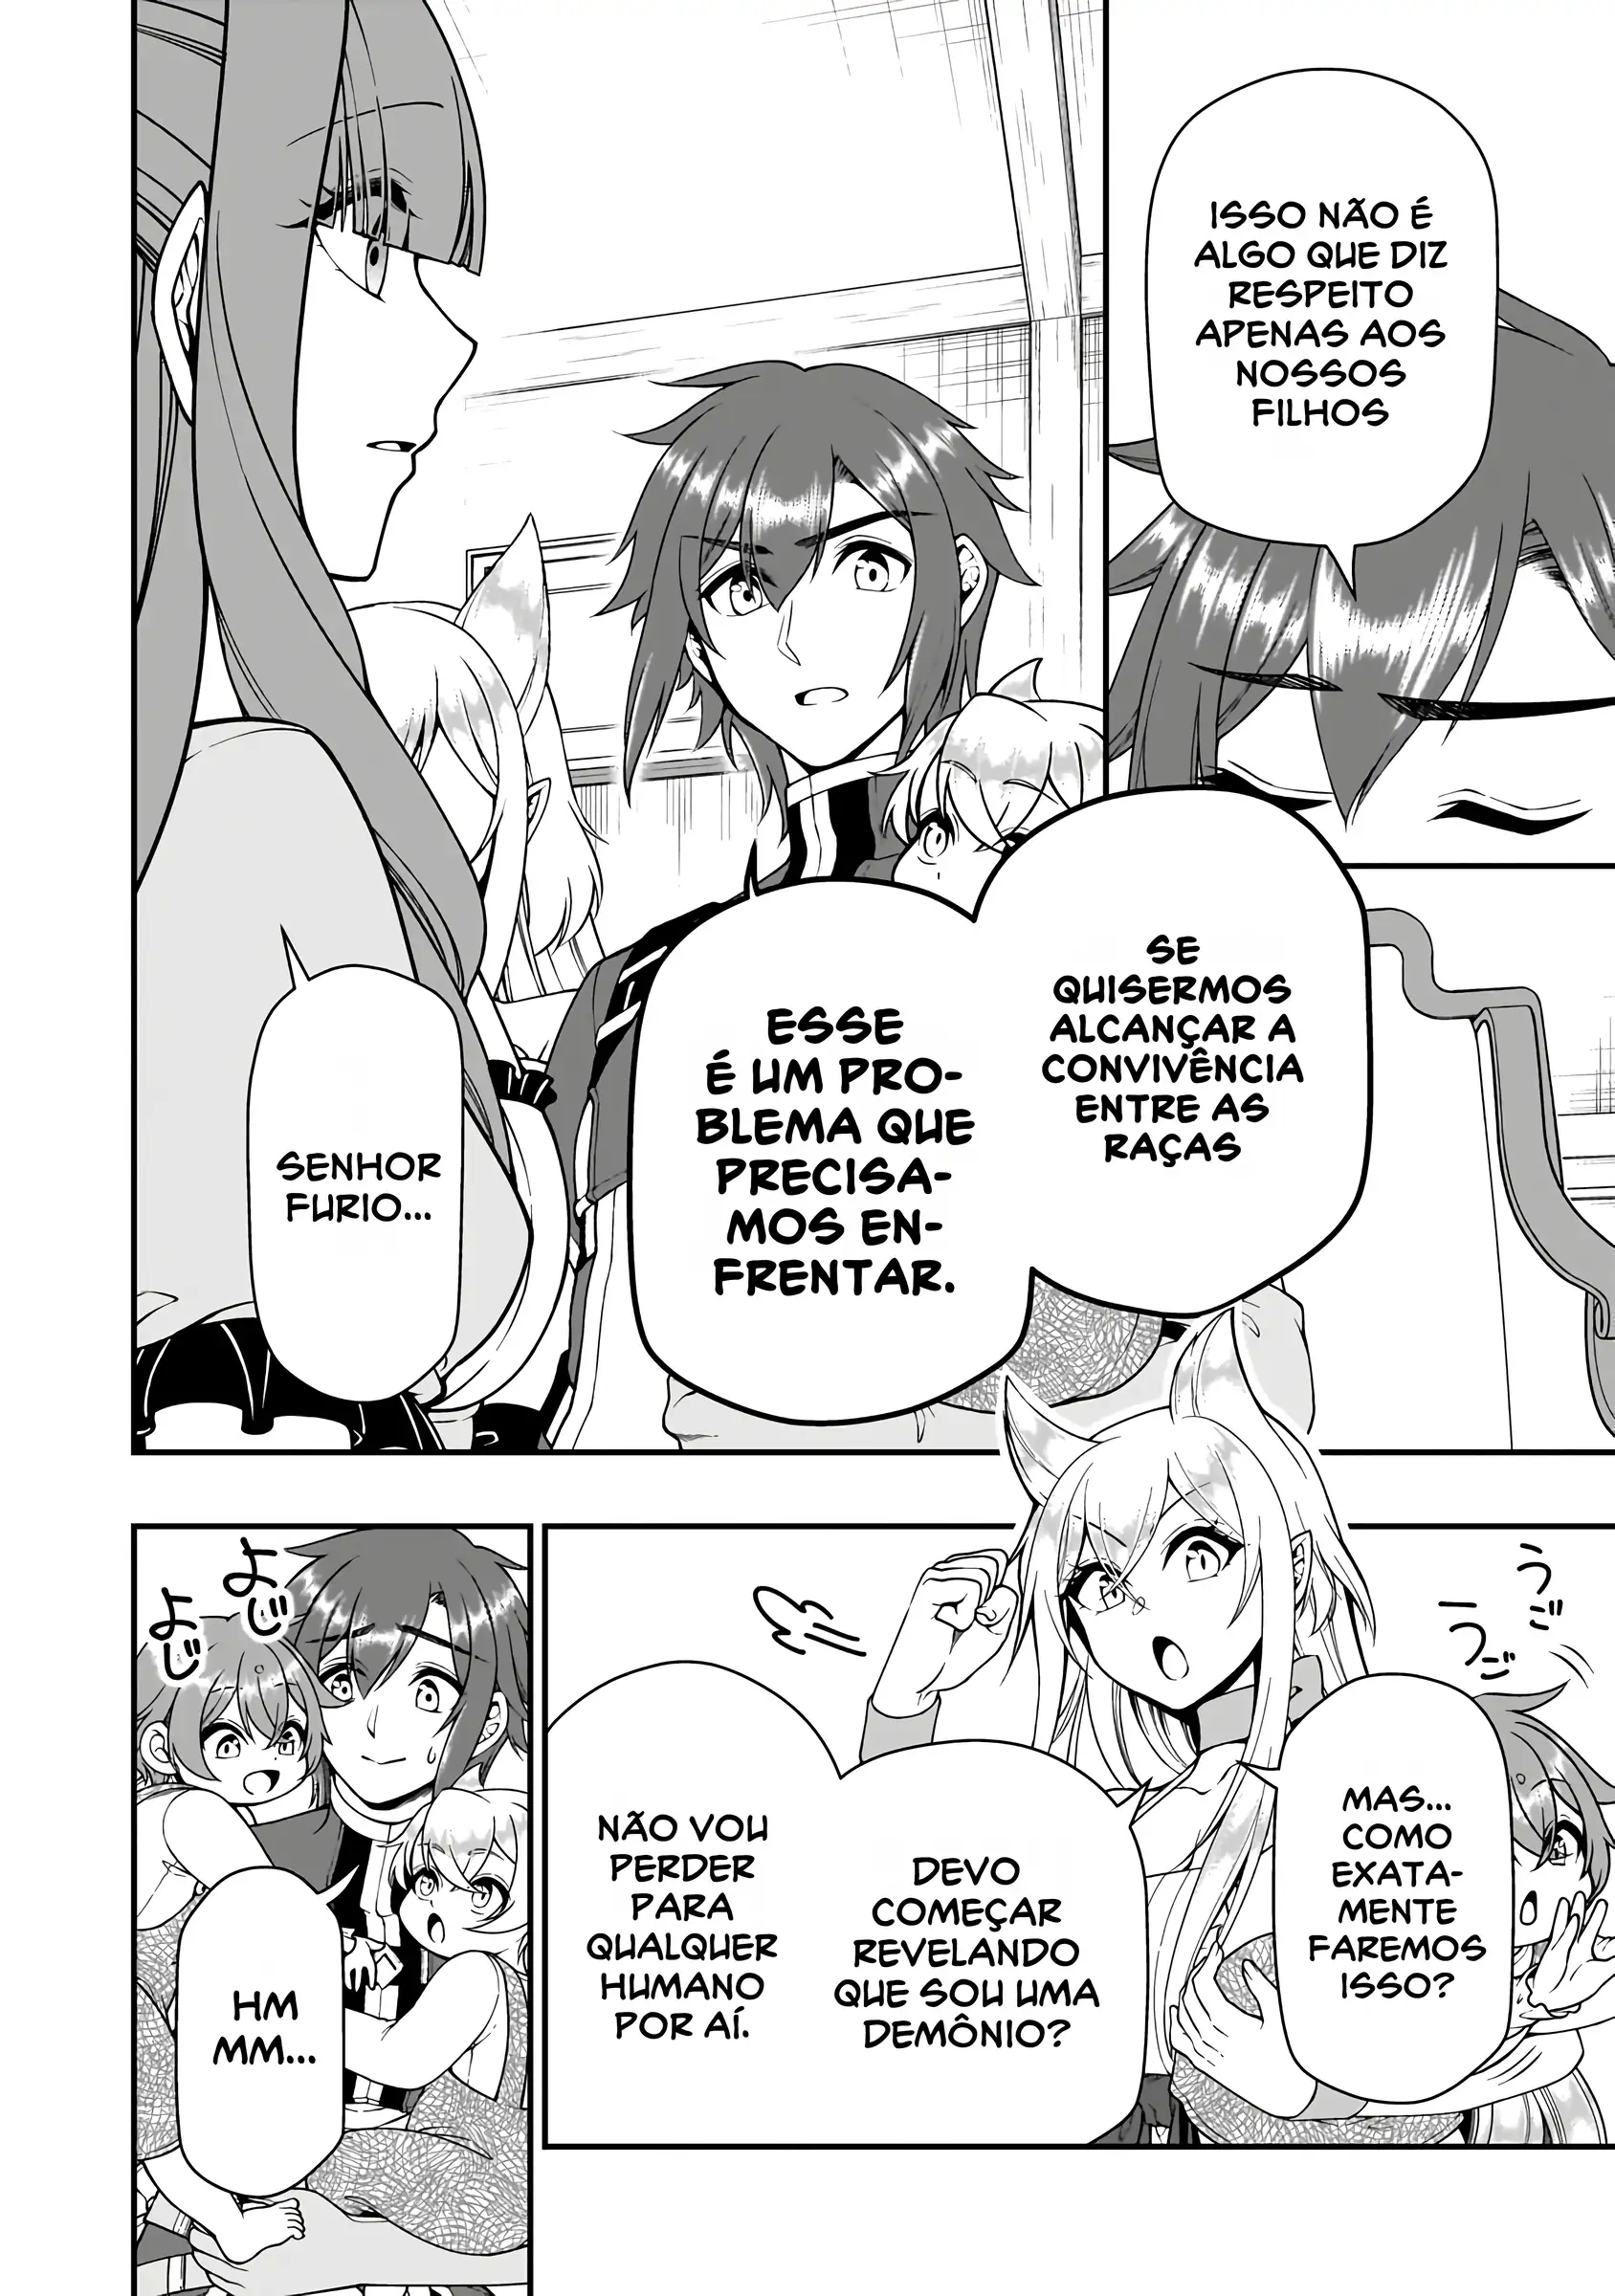 ISSO NÃO É
ALGO QUE DIZ
RESPEITO
APENAS AOS
NOSSOS
FILHOS
SE
QUISERMOS
ALCANÇAR A
CONVIVÊNCIA
ENTRE AS
RAÇAS
ESSE
É UM PRO-
BLEMA QUE
PRECISA-
MOS EN-
FRENTAR.
SENHOR
FURIO...
うご
うご
MAS...
COMO
EXATA-
MENTE
FAREMOS
ISSO?
DEVO
COMEÇAR
REVELANDO
QUE SOU UMA
DEMÔNIO?
NÃO VOU
PERDER
PARA
QUALQUER
HUMANO
POR AÍ.
よじ
よじ
HM
MM...